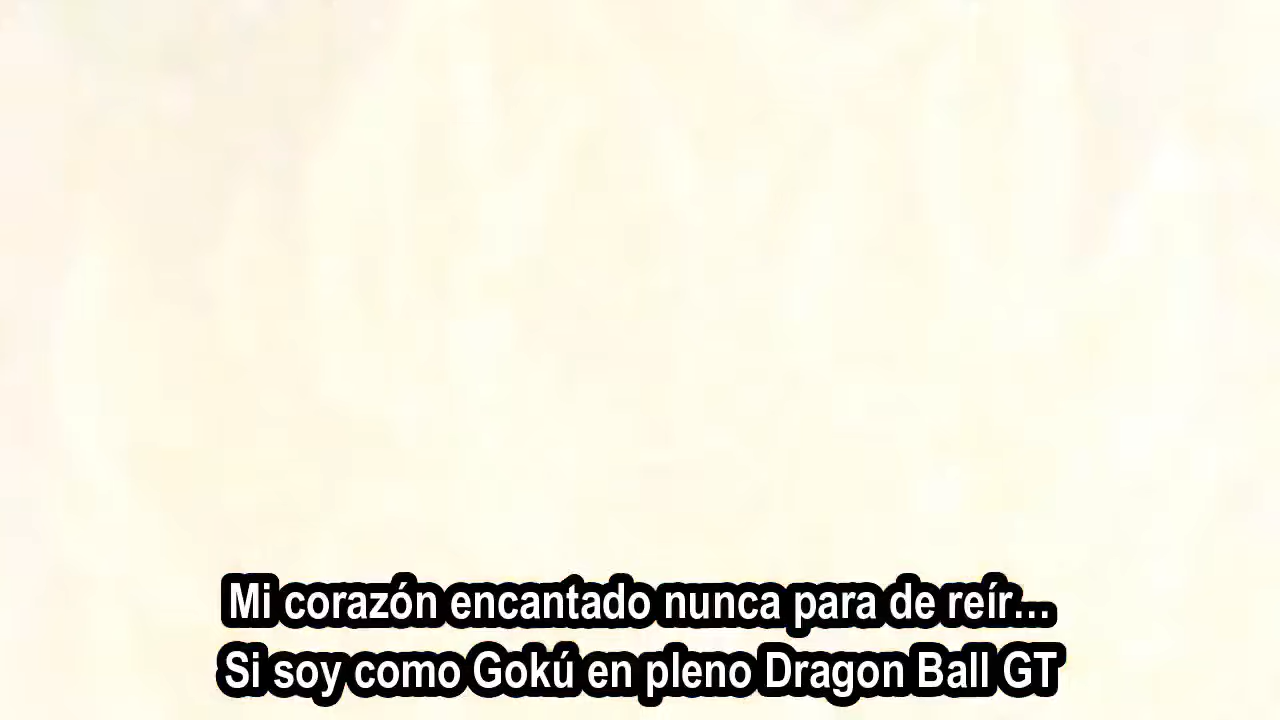 Mi corazón encantado nunca para de reír...
Si soy como Gokú en pleno Dragon Ball GT